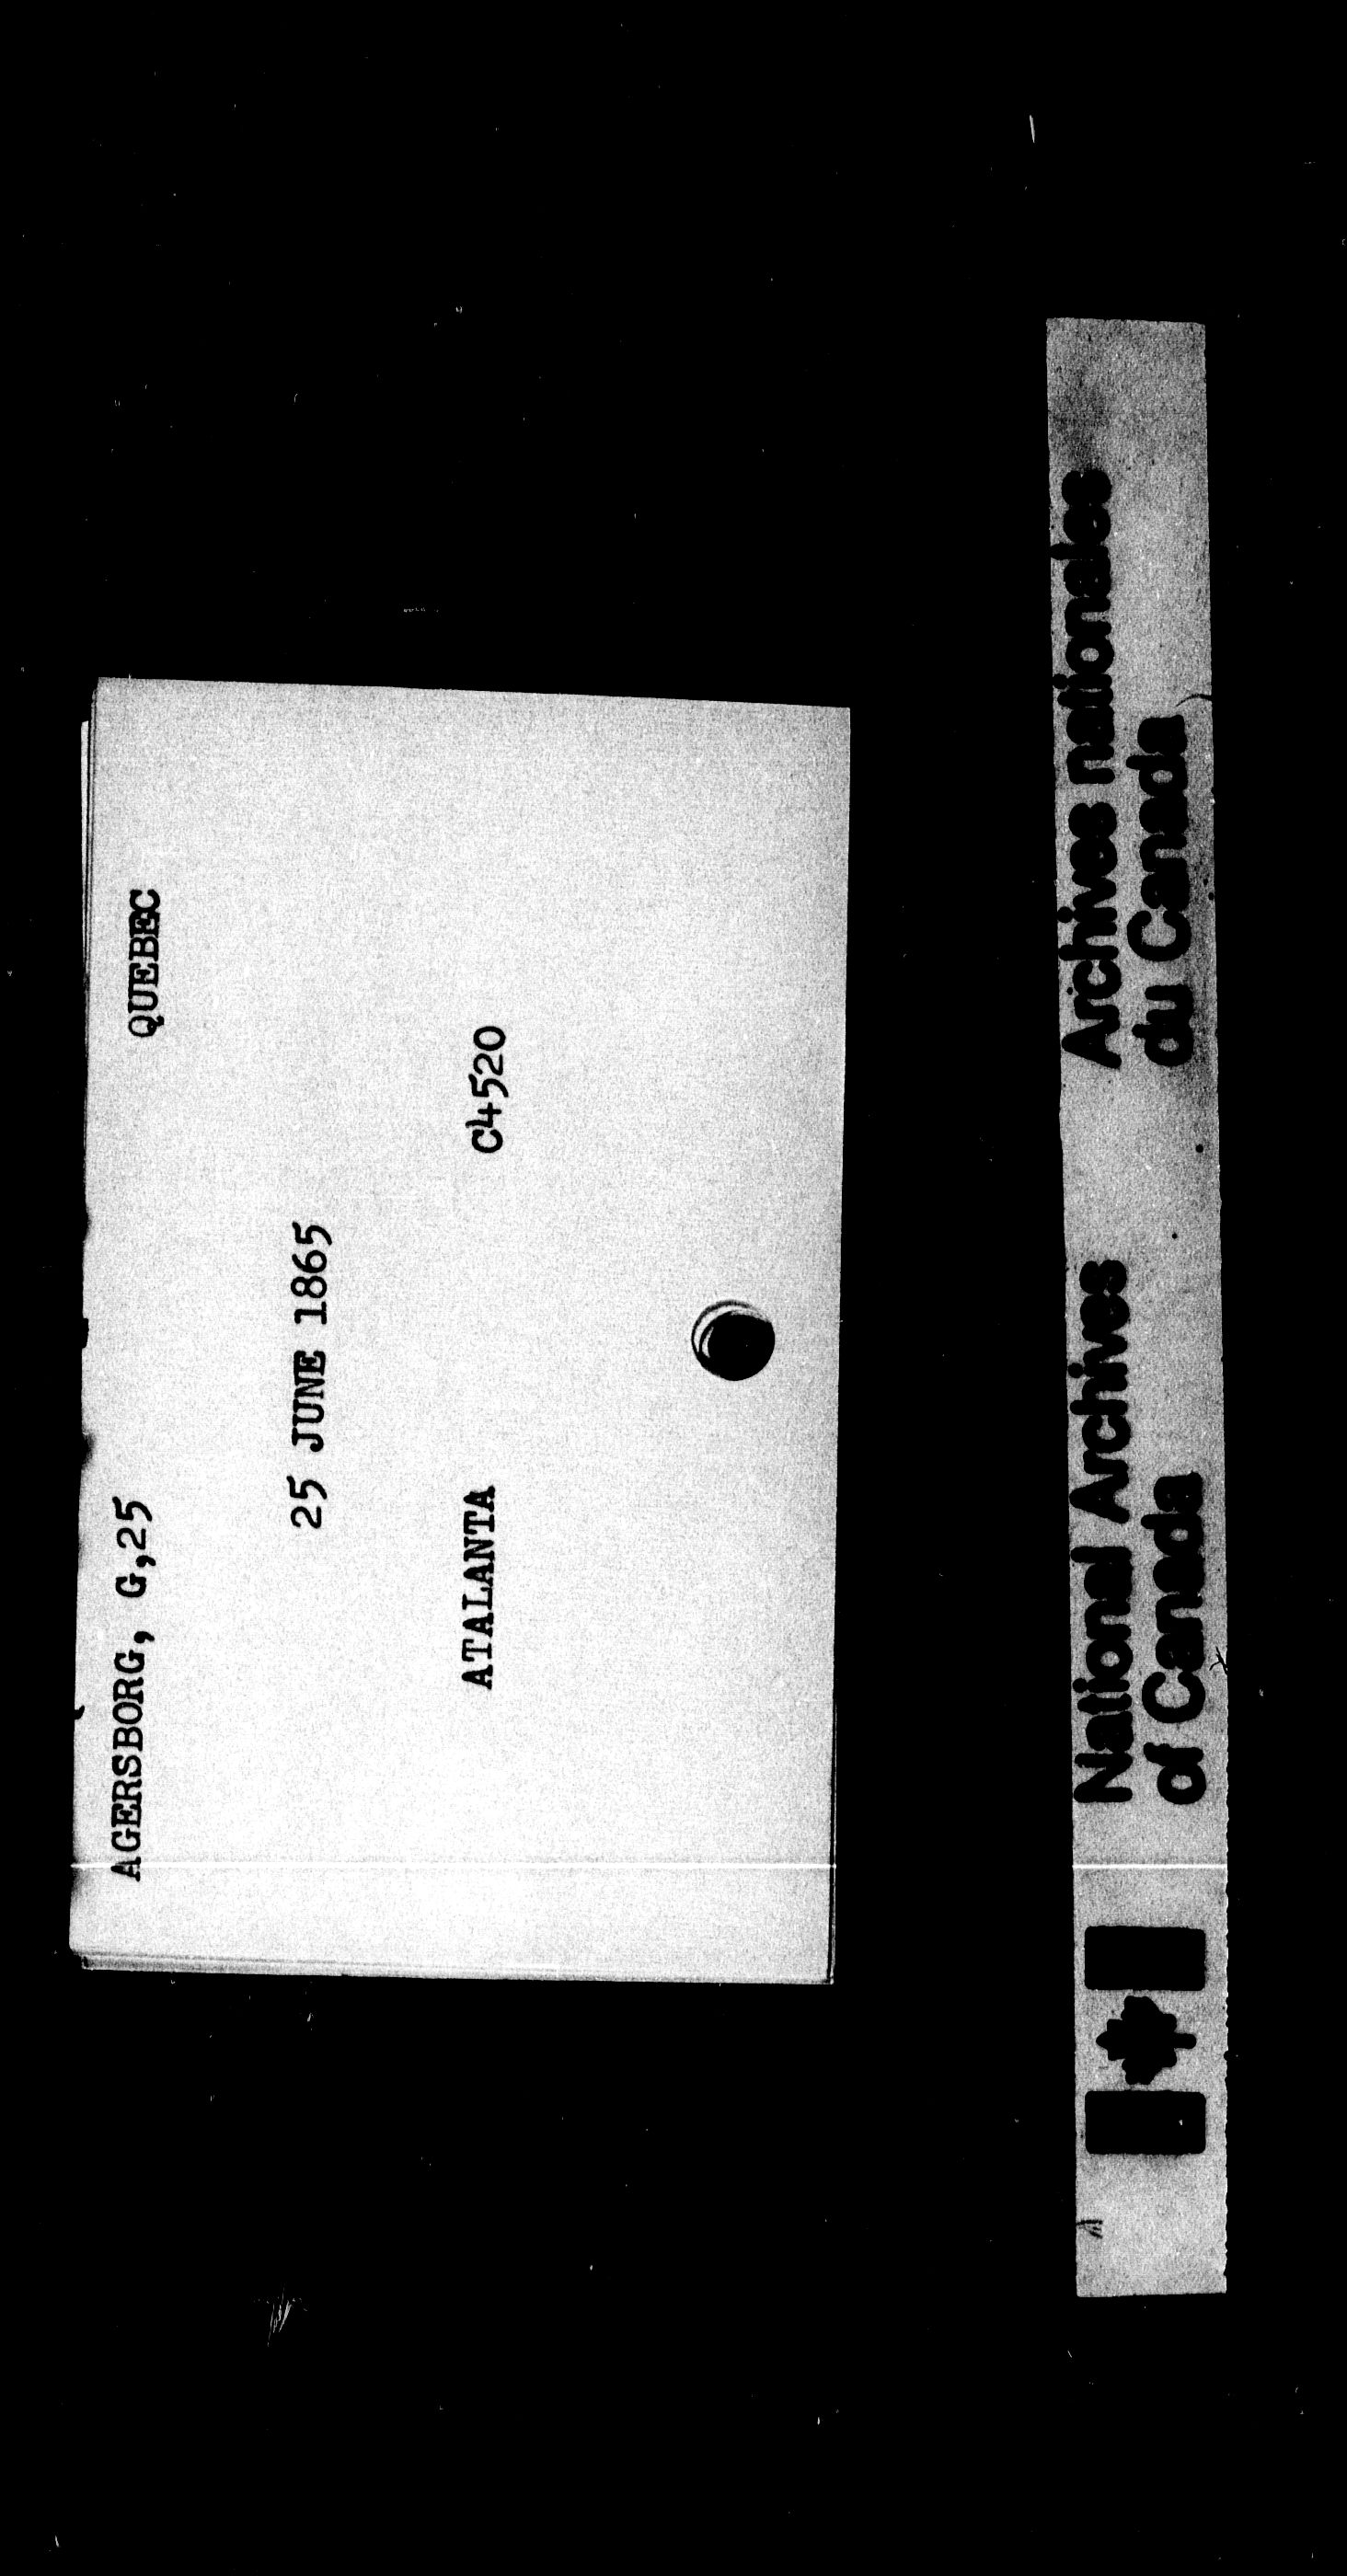 AGERSBORG, G,25 QUEBEC
25 JUNE 1865
ATALANTA C4520
National Archives
of Canada
Archives nationales
du Canada